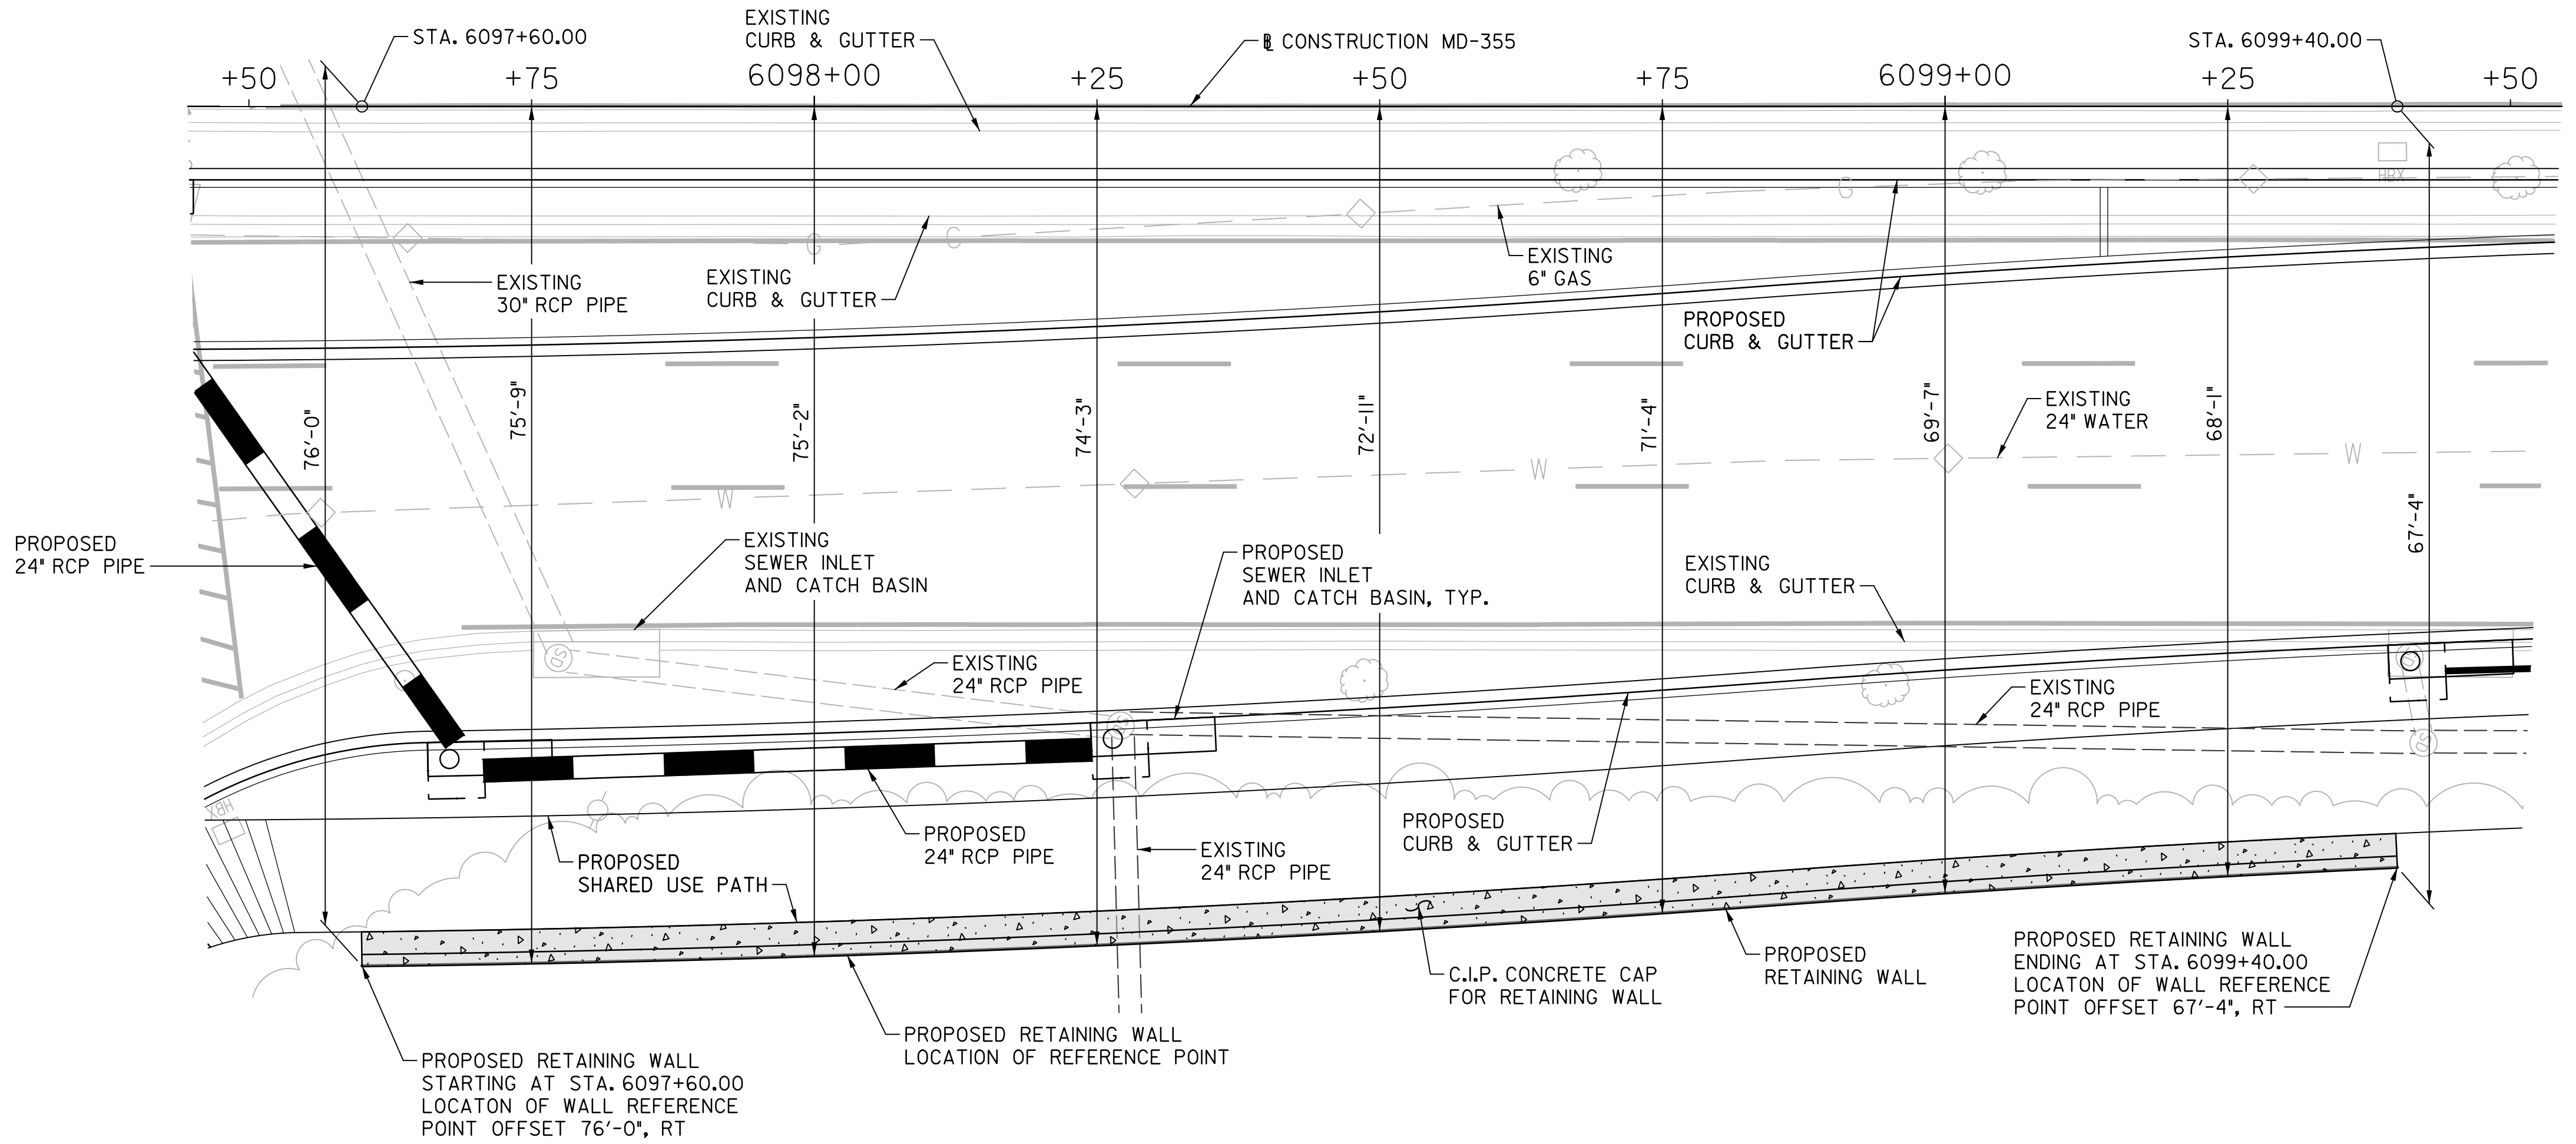 EXISTING
CURB & GUTTER
STA. 6097+60.00
℄ CONSTRUCTION MD-355
STA. 6099+40.00
+50
+75
6098+00
+25
+50
+75
6099+00
+25
+50
HBX
G
G
G
EXISTING
30" RCP PIPE
EXISTING
CURB & GUTTER
EXISTING
6" GAS
PROPOSED
CURB & GUTTER
76'-0"
75'-9"
75'-2"
74'-3"
72'-11"
71'-4"
69'-7"
68'-1"
67'-4"
EXISTING
24" WATER
W
W
W
PROPOSED
24" RCP PIPE
EXISTING
SEWER INLET
AND CATCH BASIN
PROPOSED
SEWER INLET
AND CATCH BASIN, TYP.
EXISTING
CURB & GUTTER
SD
SD
SD
SD
EXISTING
24" RCP PIPE
EXISTING
24" RCP PIPE
HBX
PROPOSED
SHARED USE PATH
PROPOSED
24" RCP PIPE
EXISTING
24" RCP PIPE
PROPOSED
CURB & GUTTER
C.I.P. CONCRETE CAP
FOR RETAINING WALL
PROPOSED
RETAINING WALL
PROPOSED RETAINING WALL
ENDING AT STA. 6099+40.00
LOCATON OF WALL REFERENCE
POINT OFFSET 67'-4", RT
PROPOSED RETAINING WALL
LOCATION OF REFERENCE POINT
PROPOSED RETAINING WALL
STARTING AT STA. 6097+60.00
LOCATON OF WALL REFERENCE
POINT OFFSET 76'-0", RT